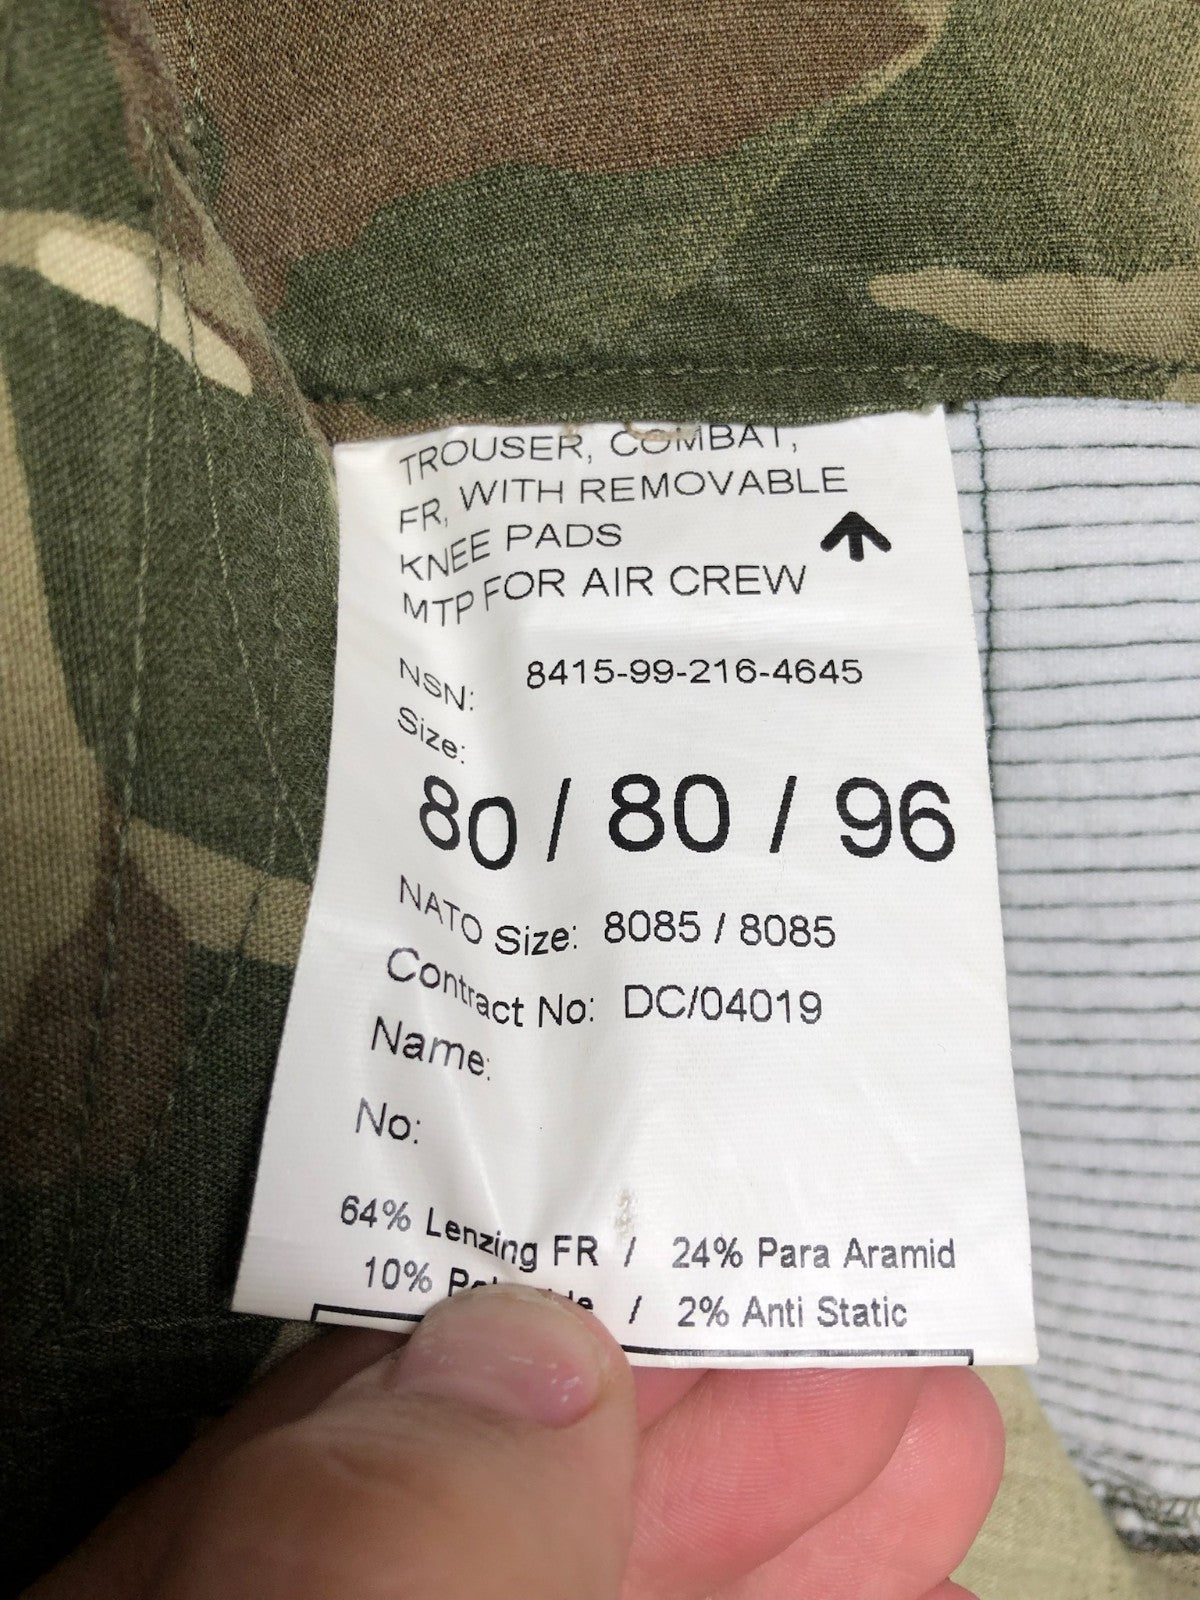 TROUSER, COMBAT,
FR, WITH REMOVABLE
KNEE PADS
MTP FOR AIR CREW
NSN: 8415-99-216-4645
Size:
80 / 80 / 96
NATO Size: 8085 / 8085
Contract No: DC/04019
Name:
No:
64% Lenzing FR / 24% Para Aramid
10% / 2% Anti Static